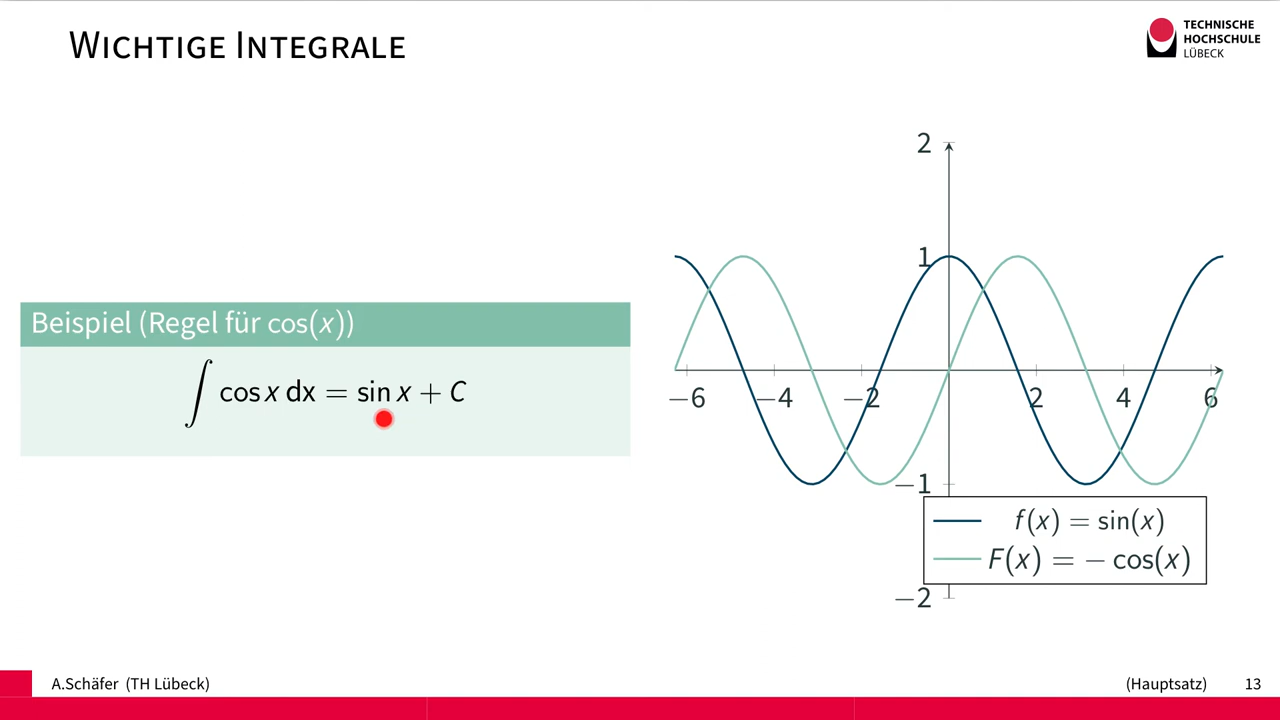 WICHTIGE INTEGRALE
TECHNISCHE
HOCHSCHULE
LÜBECK
Beispiel (Regel für cos(x))
∫ cos x dx = sin x + C
2
1
−6 −4 −2 2 4 6
−1
−2
f(x) = sin(x)
F(x) = − cos(x)
A.Schäfer (TH Lübeck)
(Hauptsatz)
13